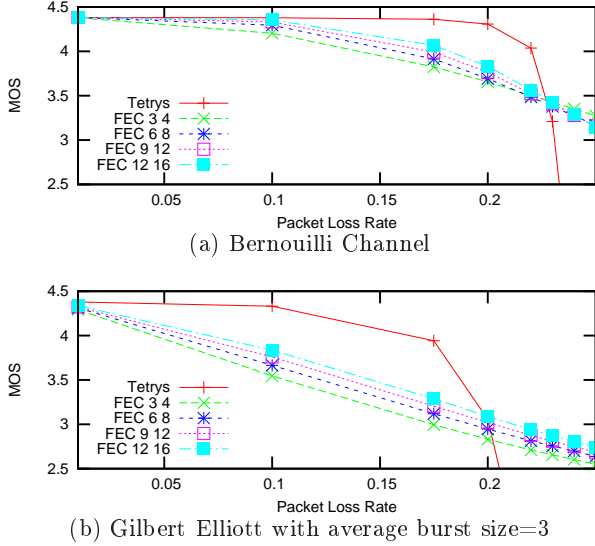 4.5
4
3.5
3
2.5
MOS
Tetrys
FEC 3 4
FEC 6 8
FEC 9 12
FEC 12 16
0.05
0.1
0.15
0.2
Packet Loss Rate
(a) Bernouilli Channel
4.5
4
3.5
3
2.5
MOS
Tetrys
FEC 3 4
FEC 6 8
FEC 9 12
FEC 12 16
0.05
0.1
0.15
0.2
Packet Loss Rate
(b) Gilbert Elliott with average burst size=3